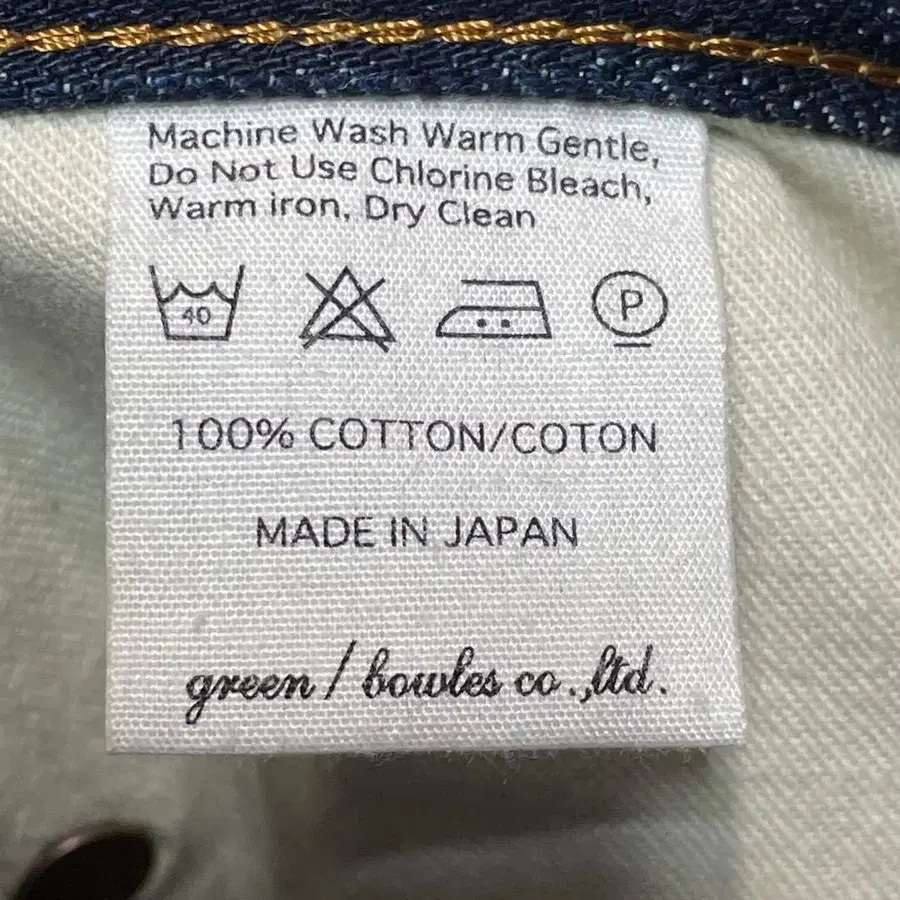 Machine Wash Warm Gentle,
Do Not Use Chlorine Bleach,
Warm iron, Dry Clean
40
P
100% COTTON/COTON
MADE IN JAPAN
green / bowles co.,ltd.